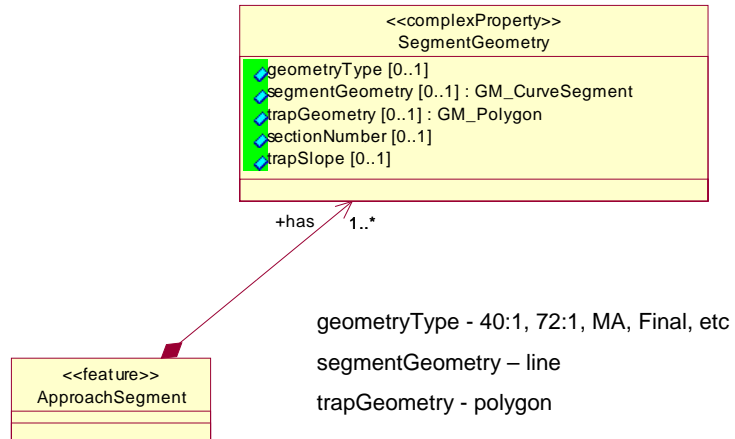 <<complexProperty>>
SegmentGeometry
geometryType [0..1]
segmentGeometry [0..1] : GM_CurveSegment
trapGeometry [0..1] : GM_Polygon
sectionNumber [0..1]
trapSlope [0..1]
+has 1..*
geometryType - 40:1, 72:1, MA, Final, etc
segmentGeometry – line
trapGeometry - polygon
<<feature>>
ApproachSegment